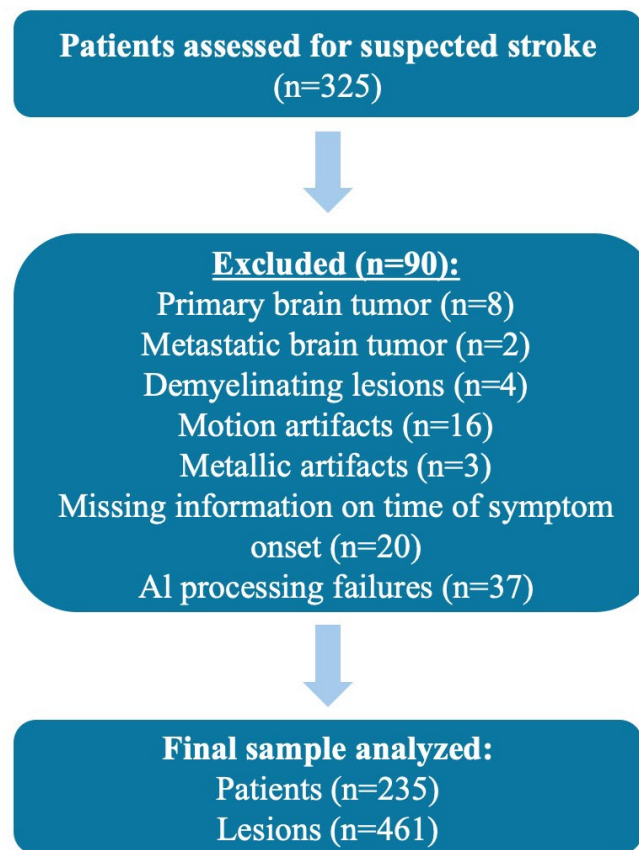 Patients assessed for suspected stroke
(n=325)
Excluded (n=90):
Primary brain tumor (n=8)
Metastatic brain tumor (n=2)
Demyelinating lesions (n=4)
Motion artifacts (n=16)
Metallic artifacts (n=3)
Missing information on time of symptom
onset (n=20)
AI processing failures (n=37)
Final sample analyzed:
Patients (n=235)
Lesions (n=461)